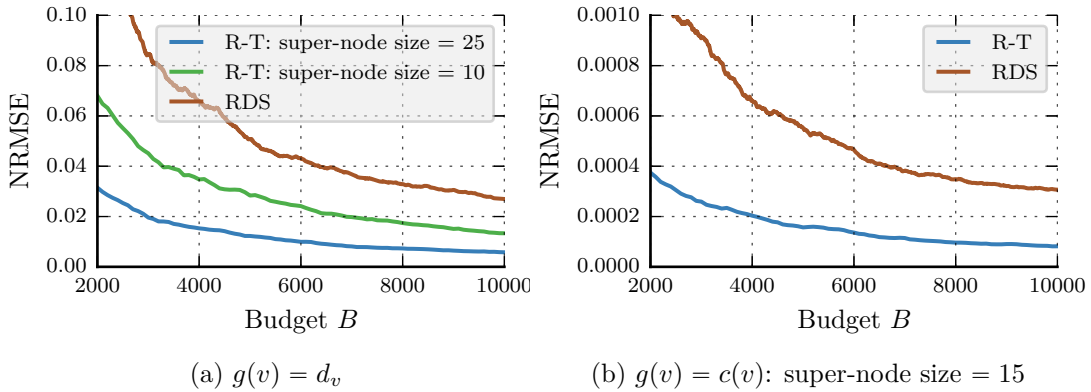 0.10
0.08
0.06
0.04
0.02
0.00
NRMSE
R-T: super-node size = 25
R-T: super-node size = 10
RDS
2000 4000 6000 8000 10000
Budget B
(a) g(v) = d_v
0.0010
0.0008
0.0006
0.0004
0.0002
0.0000
NRMSE
R-T
RDS
2000 4000 6000 8000 10000
Budget B
(b) g(v) = c(v): super-node size = 15